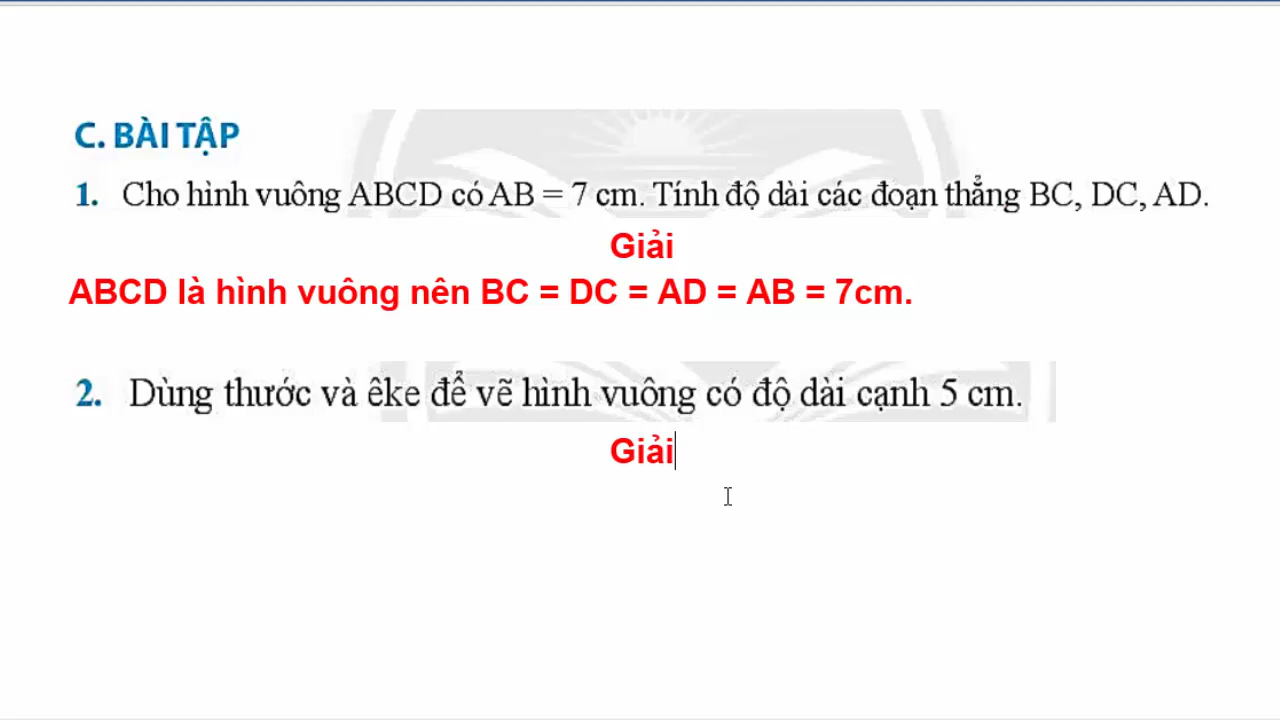 C. BÀI TẬP
1. Cho hình vuông ABCD có AB = 7 cm. Tính độ dài các đoạn thẳng BC, DC, AD.
Giải
ABCD là hình vuông nên BC = DC = AD = AB = 7cm.
2. Dùng thước và êke để vẽ hình vuông có độ dài cạnh 5 cm.
Giải